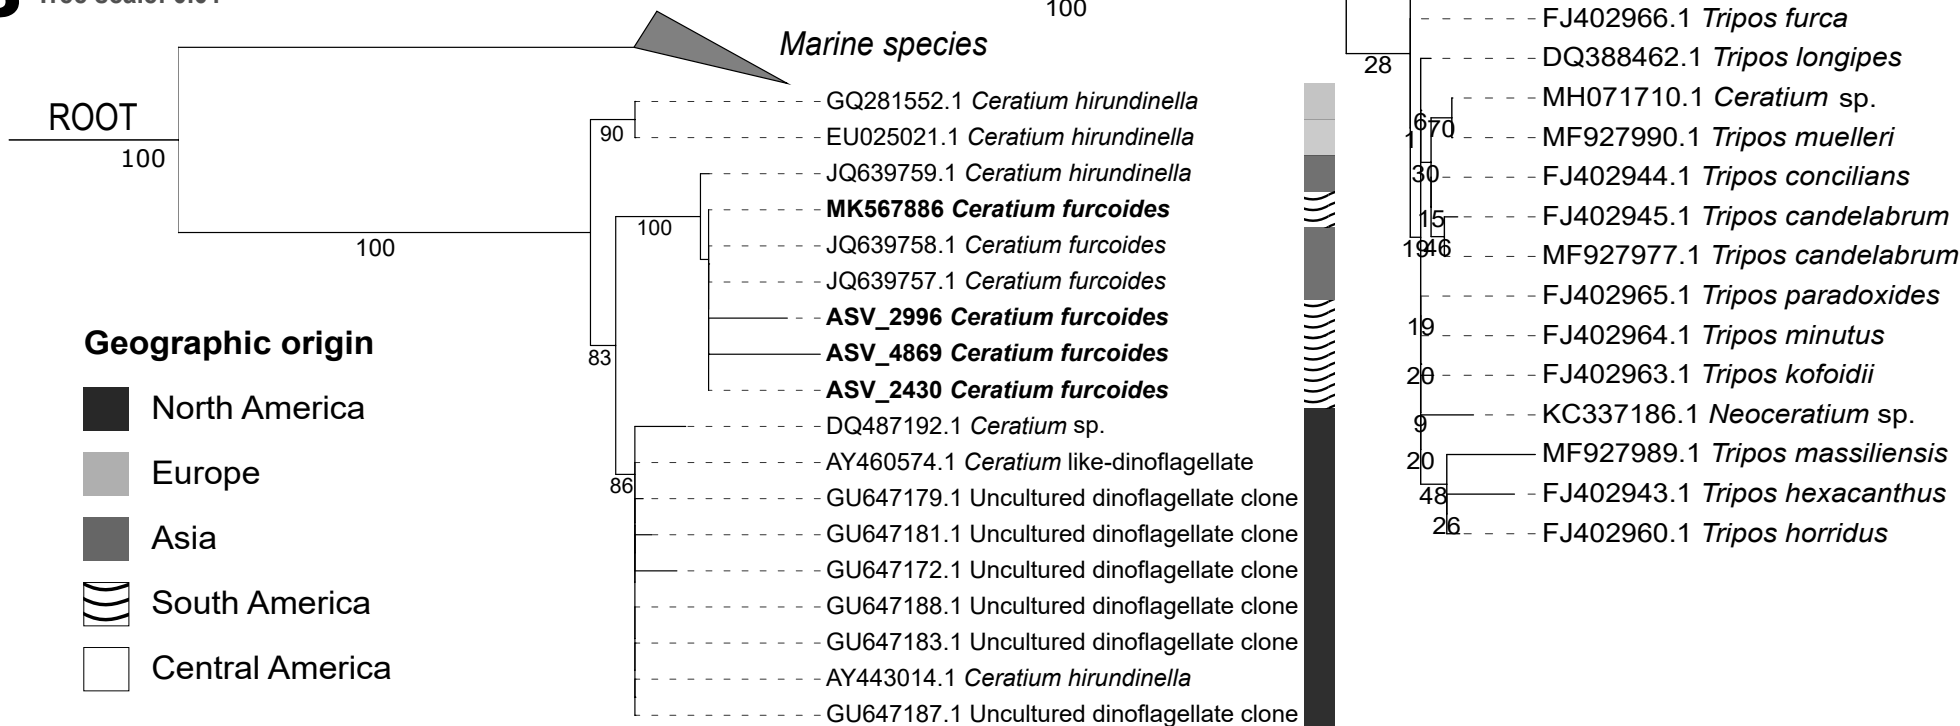 100
Marine species
ROOT
100
100
GQ281552.1 Ceratium hirundinella
90
EU025021.1 Ceratium hirundinella
JQ639759.1 Ceratium hirundinella
MK567886 Ceratium furcoides
100
JQ639758.1 Ceratium furcoides
JQ639757.1 Ceratium furcoides
ASV_2996 Ceratium furcoides
83
ASV_4869 Ceratium furcoides
ASV_2430 Ceratium furcoides
DQ487192.1 Ceratium sp.
AY460574.1 Ceratium like-dinoflagellate
86
GU647179.1 Uncultured dinoflagellate clone
GU647181.1 Uncultured dinoflagellate clone
GU647172.1 Uncultured dinoflagellate clone
GU647188.1 Uncultured dinoflagellate clone
GU647183.1 Uncultured dinoflagellate clone
AY443014.1 Ceratium hirundinella
GU647187.1 Uncultured dinoflagellate clone
Geographic origin
North America
Europe
Asia
South America
Central America
FJ402966.1 Tripos furca
28
DQ388462.1 Tripos longipes
MH071710.1 Ceratium sp.
6
70
1
MF927990.1 Tripos muelleri
30
FJ402944.1 Tripos concilians
15
FJ402945.1 Tripos candelabrum
19
46
MF927977.1 Tripos candelabrum
FJ402965.1 Tripos paradoxides
19
FJ402964.1 Tripos minutus
20
FJ402963.1 Tripos kofoidii
9
KC337186.1 Neoceratium sp.
20
MF927989.1 Tripos massiliensis
48
FJ402943.1 Tripos hexacanthus
26
FJ402960.1 Tripos horridus